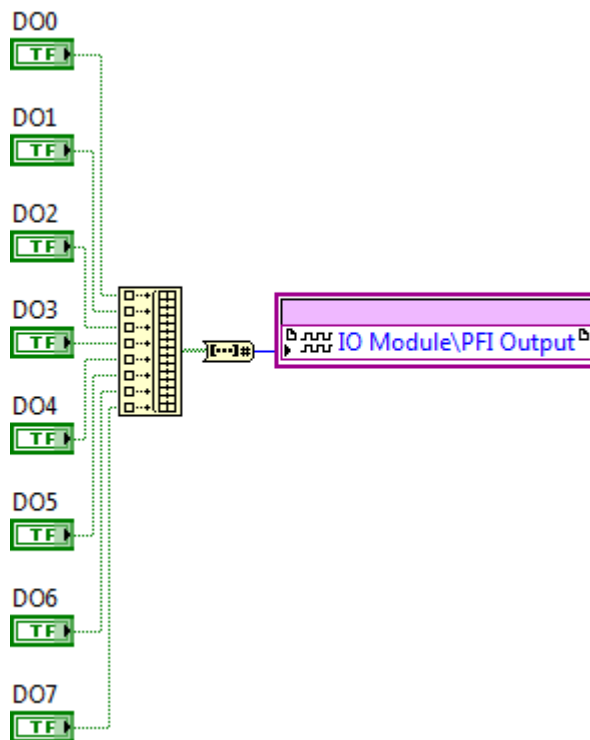 DO0
TF
DO1
TF
DO2
TF
DO3
TF
DO4
TF
DO5
TF
DO6
TF
DO7
TF
[...]#
IO Module\PFI Output